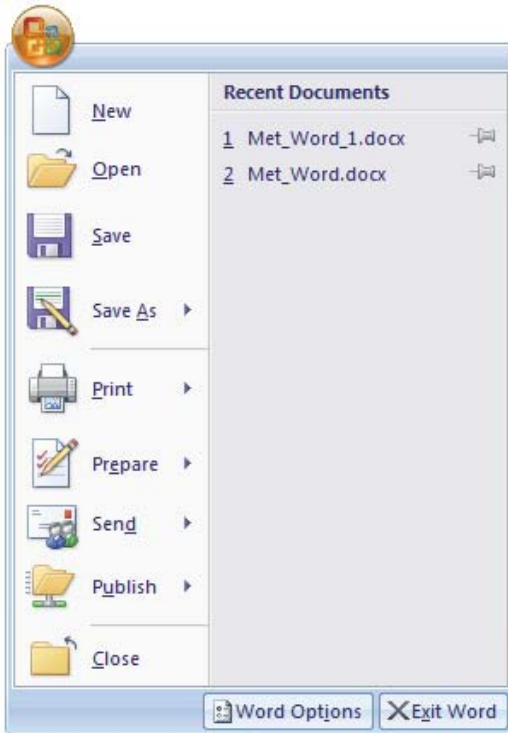 New
Open
Save
Save As
Print
Prepare
Send
Publish
Close
Recent Documents
1 Met_Word_1.docx
2 Met_Word.docx
Word Options
Exit Word